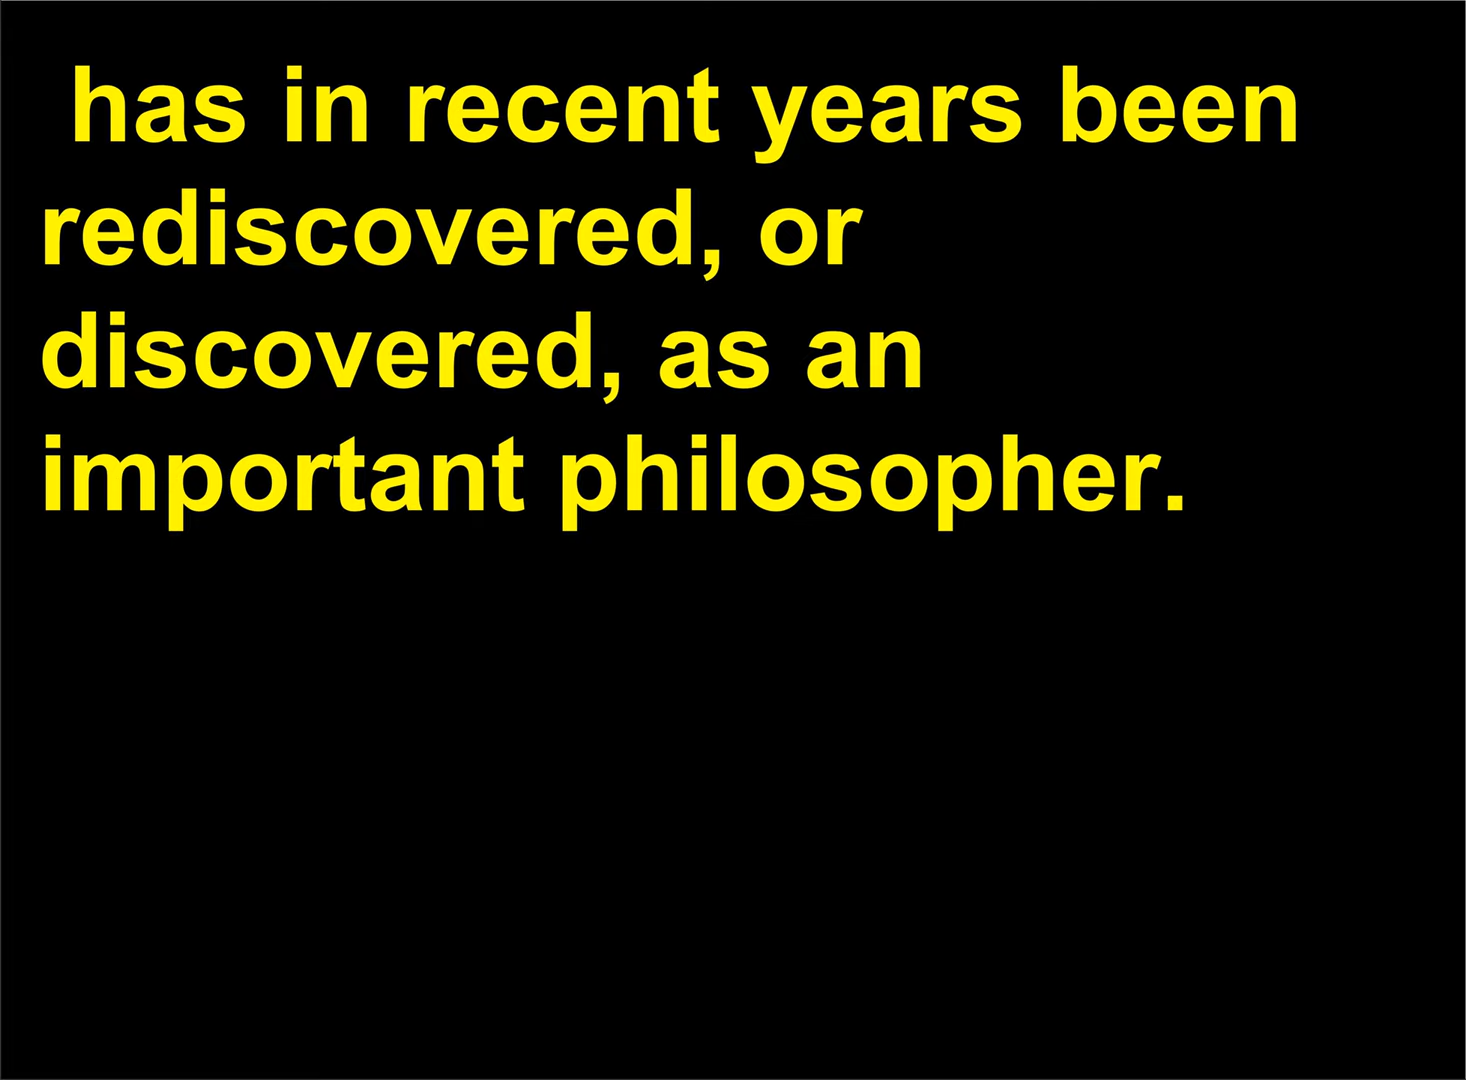 has in recent years been
rediscovered, or
discovered, as an
important philosopher.